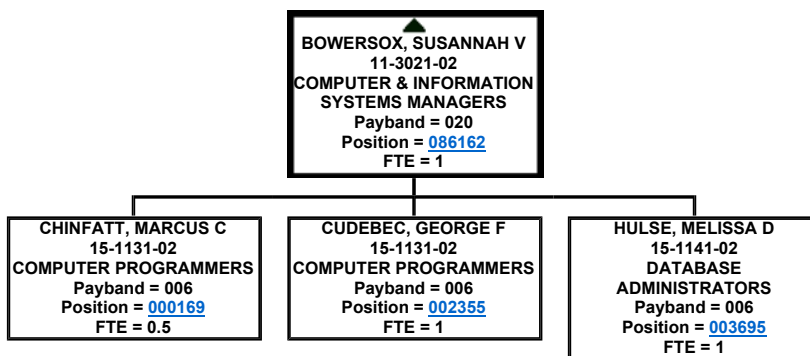 BOWERSOX, SUSANNAH V
11-3021-02
COMPUTER & INFORMATION
SYSTEMS MANAGERS
Payband = 020
Position = 086162
FTE = 1
CHINFATT, MARCUS C
15-1131-02
COMPUTER PROGRAMMERS
Payband = 006
Position = 000169
FTE = 0.5
CUDEBEC, GEORGE F
15-1131-02
COMPUTER PROGRAMMERS
Payband = 006
Position = 002355
FTE = 1
HULSE, MELISSA D
15-1141-02
DATABASE
ADMINISTRATORS
Payband = 006
Position = 003695
FTE = 1